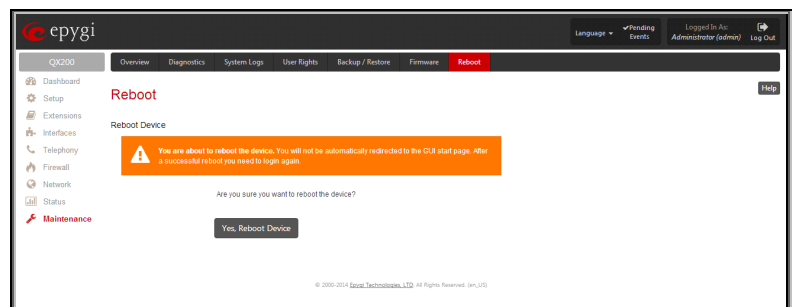 epygi
Language
✔Pending Events
Logged In As: Administrator (admin)
Log Out
QX200
Overview Diagnostics System Logs User Rights Backup / Restore Firmware Reboot
Dashboard
Setup
Extensions
Interfaces
Telephony
Firewall
Network
Status
Maintenance
Reboot
Help
Reboot Device
You are about to reboot the device. You will not be automatically redirected to the GUI start page. After
a successful reboot you need to login again.
Are you sure you want to reboot the device?
Yes, Reboot Device
© 2000-2014 Epygi Technologies, LTD. All Rights Reserved. (en_US)